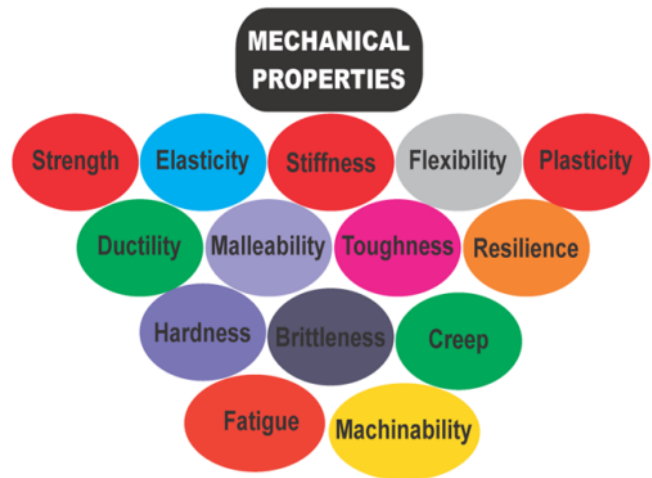 MECHANICAL
PROPERTIES
Strength Elasticity Stiffness Flexibility Plasticity
Ductility Malleability Toughness Resilience
Hardness Brittleness Creep
Fatigue Machinability